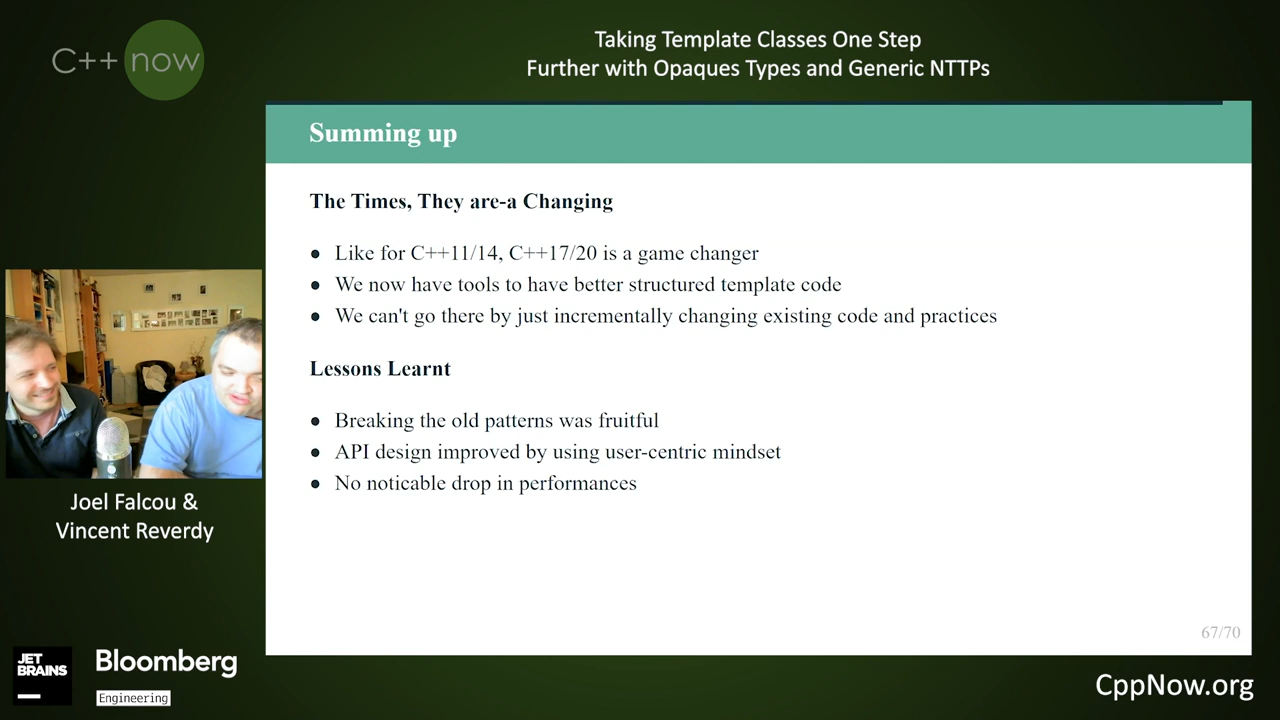 C++ now
Taking Template Classes One Step
Further with Opaques Types and Generic NTTPs
Summing up
The Times, They are-a Changing
● Like for C++11/14, C++17/20 is a game changer
● We now have tools to have better structured template code
● We can't go there by just incrementally changing existing code and practices
Lessons Learnt
● Breaking the old patterns was fruitful
● API design improved by using user-centric mindset
● No noticable drop in performances
67/70
Joel Falcou &
Vincent Reverdy
JET
BRAINS
Bloomberg
Engineering
CppNow.org